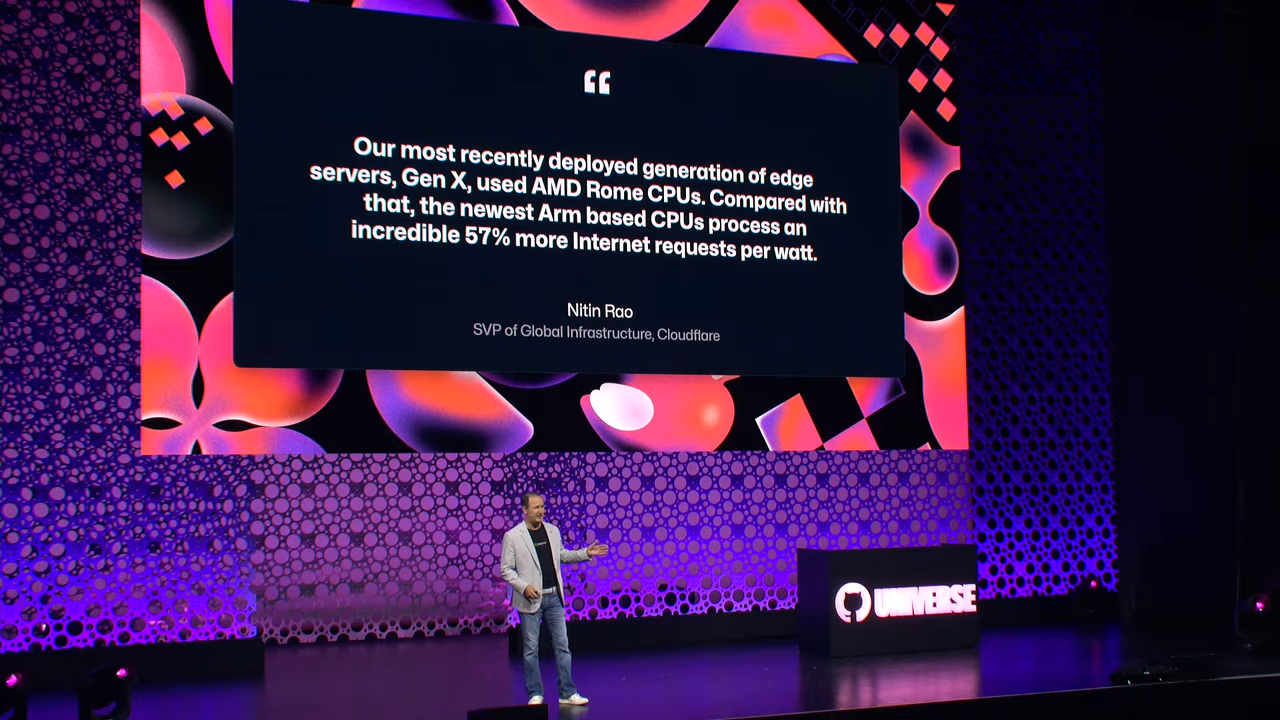 “
Our most recently deployed generation of edge
servers, Gen X, used AMD Rome CPUs. Compared with
that, the newest Arm based CPUs process an
incredible 57% more Internet requests per watt.
Nitin Rao
SVP of Global Infrastructure, Cloudflare
UNIVERSE